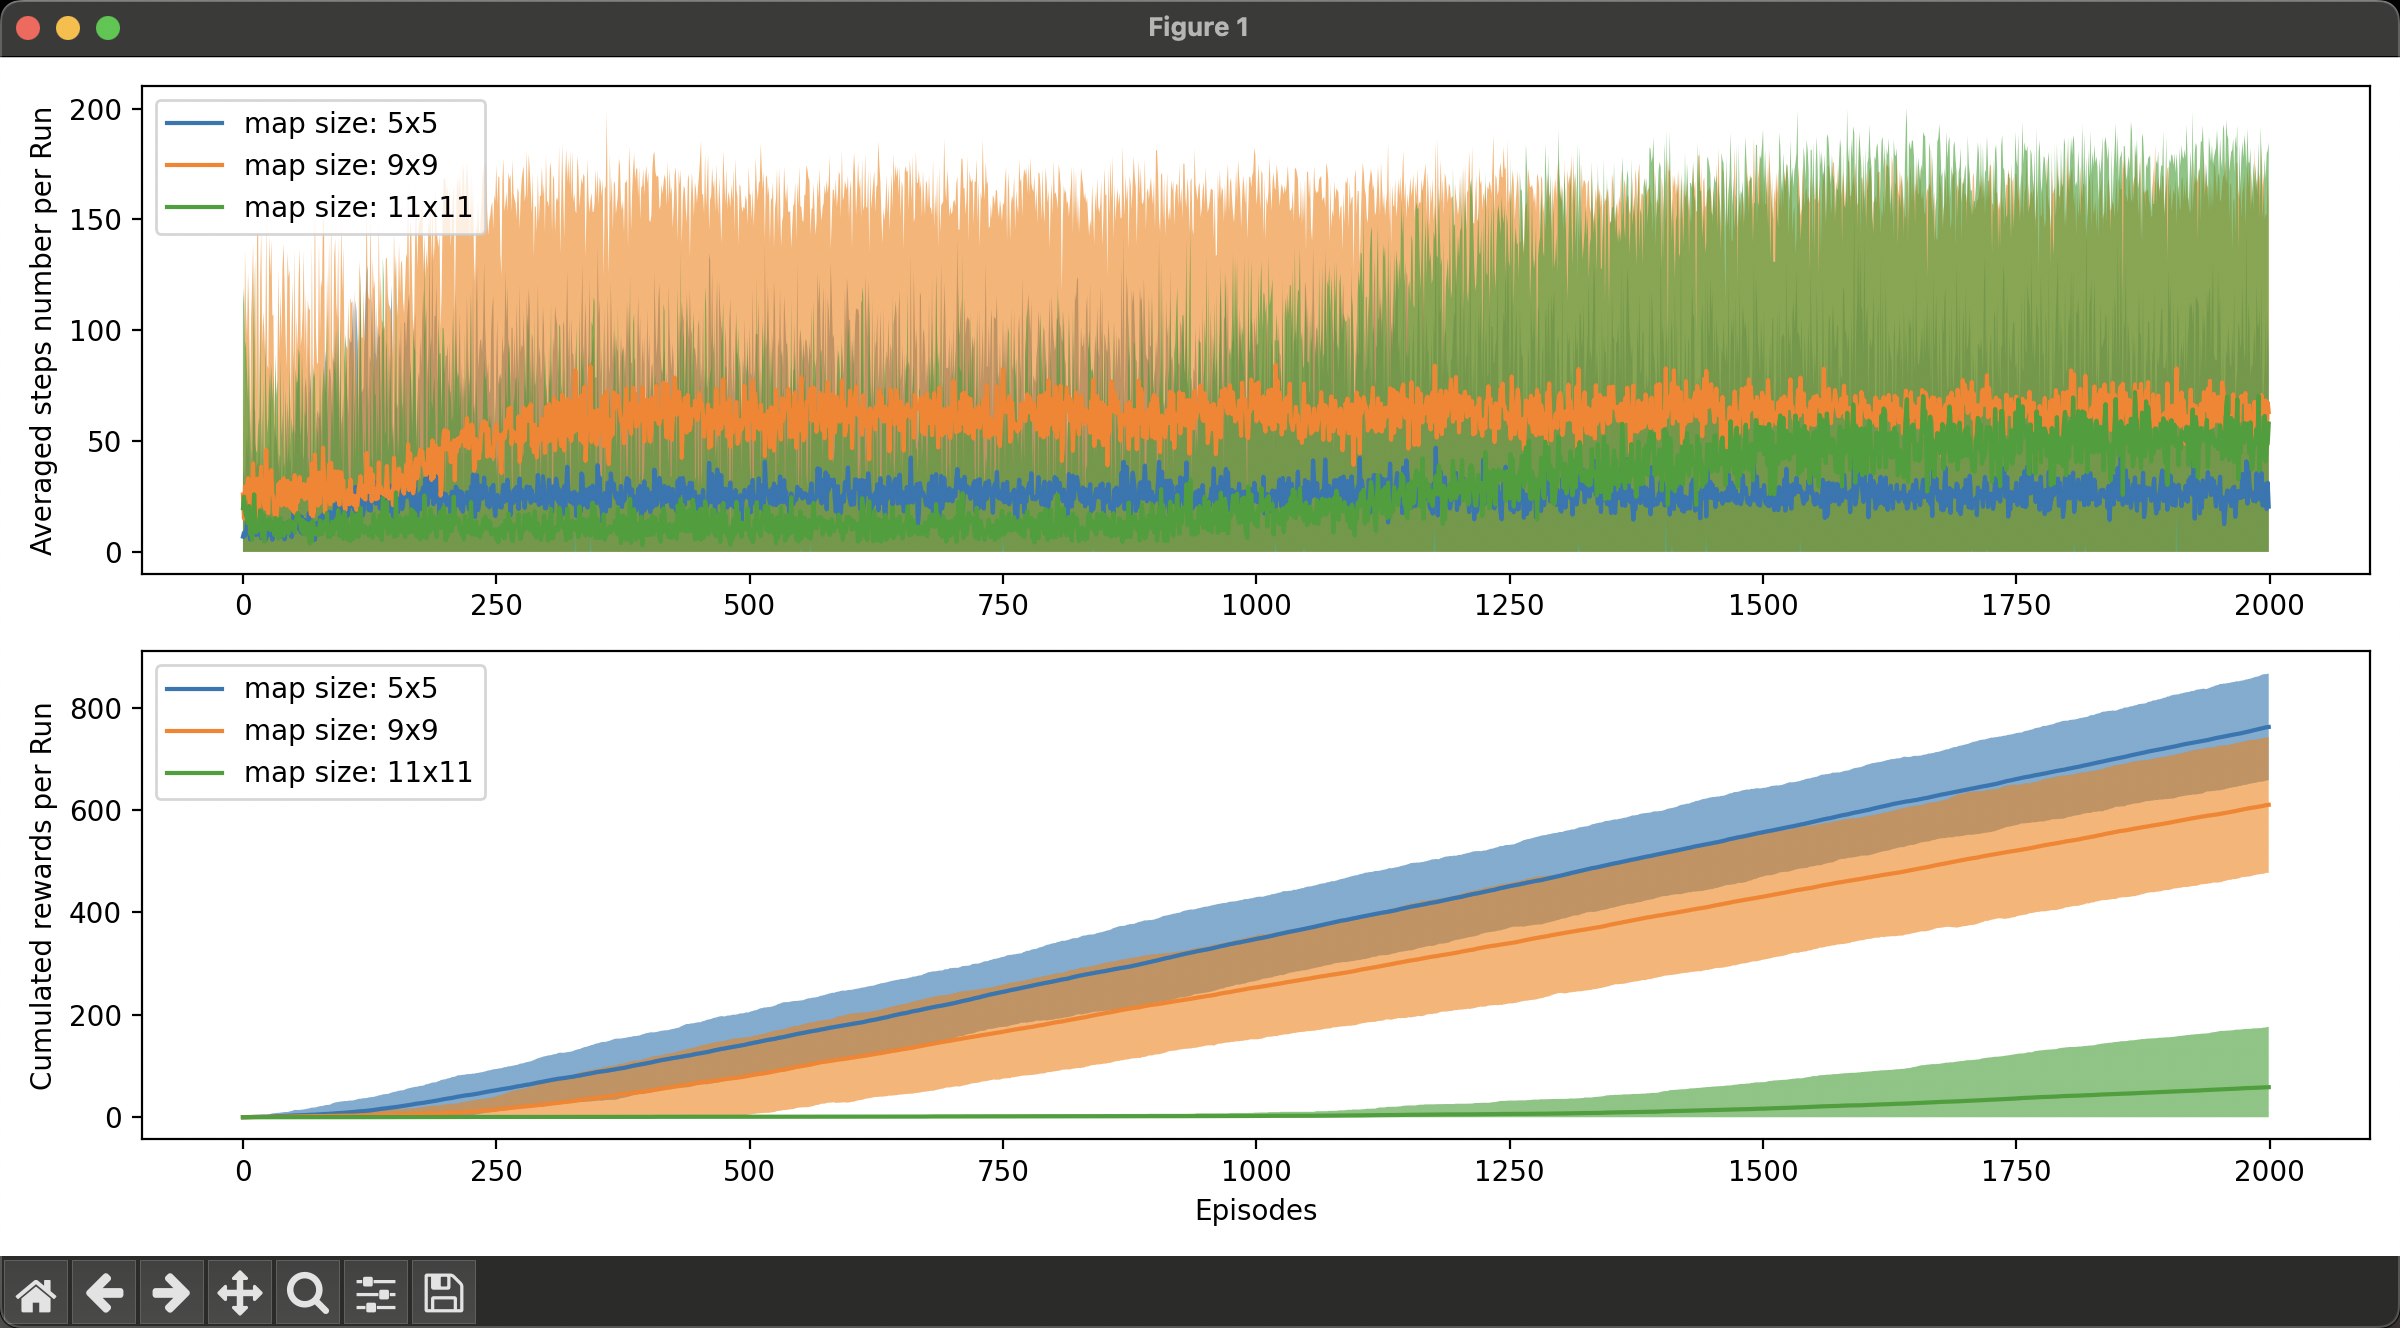 Figure 1
Averaged steps number per Run
200
150
100
50
0
map size: 5x5
map size: 9x9
map size: 11x11
0 250 500 750 1000 1250 1500 1750 2000
Cumulated rewards per Run
800
600
400
200
0
map size: 5x5
map size: 9x9
map size: 11x11
0 250 500 750 1000 1250 1500 1750 2000
Episodes